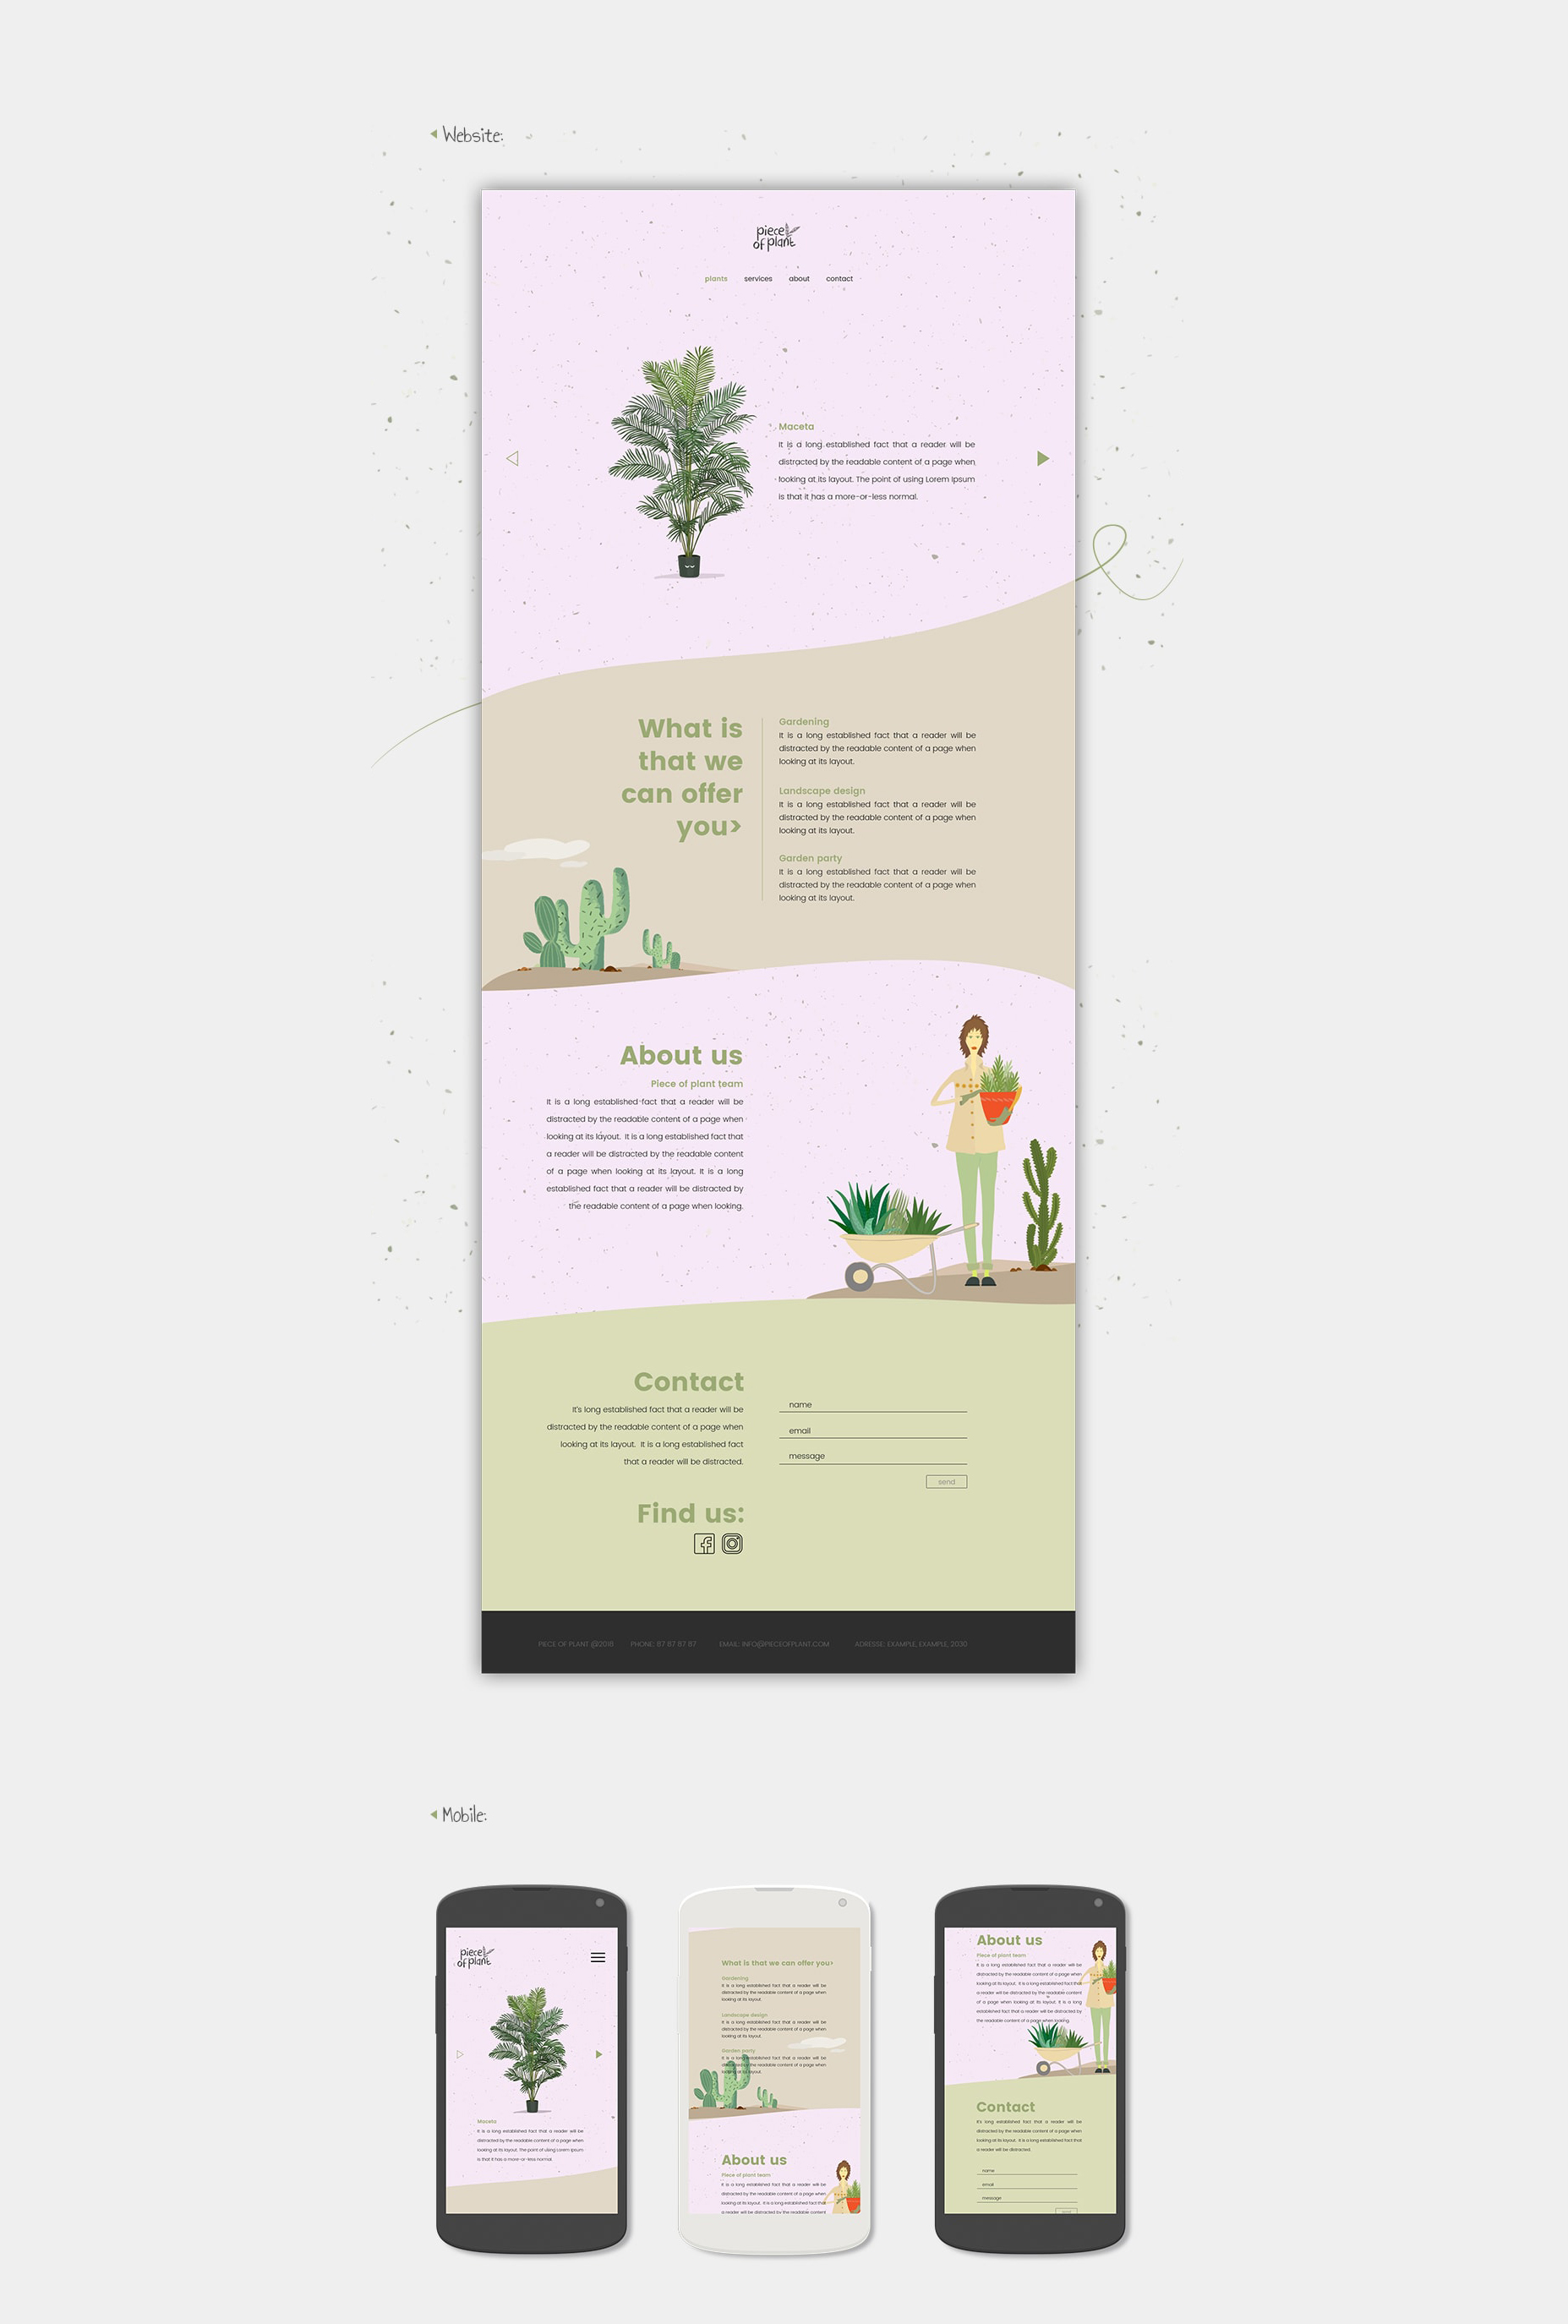 Website:
piece
of plant
plants services about contact
Maceta
It is a long established fact that a reader will be
distracted by the readable content of a page when
looking at its layout. The point of using Lorem Ipsum
is that it has a more-or-less normal.
What is
that we
can offer
you>
Gardening
It is a long established fact that a reader will be
distracted by the readable content of a page when
looking at its layout.
Landscape design
It is a long established fact that a reader will be
distracted by the readable content of a page when
looking at its layout.
Garden party
It is a long established fact that a reader will be
distracted by the readable content of a page when
looking at its layout.
About us
Piece of plant team
It is a long established fact that a reader will be
distracted by the readable content of a page when
looking at its layout. It is a long established fact that
a reader will be distracted by the readable content
of a page when looking at its layout. It is a long
established fact that a reader will be distracted by
the readable content of a page when looking.
Contact
It's long established fact that a reader will be
distracted by the readable content of a page when
looking at its layout. It is a long established fact
that a reader will be distracted.
name
email
message
send
Find us:
PIECE OF PLANT @2018 PHONE: 87 87 87 87 EMAIL: INFO@PIECEOFPLANT.COM ADRESSE: EXAMPLE, EXAMPLE, 2030
Mobile:
piece
of plant
Maceta
It is a long established fact that a reader will be
distracted by the readable content of a page when
looking at its layout. The point of using Lorem Ipsum
is that it has a more-or-less normal.
What is that we can offer you>
Gardening
It is a long established fact that a reader will be
distracted by the readable content of a page when
looking at its layout.
Landscape design
It is a long established fact that a reader will be
distracted by the readable content of a page when
looking at its layout.
Garden party
It is a long established fact that a reader will be
distracted by the readable content of a page when
looking at its layout.
About us
Piece of plant team
It is a long established fact that a reader will be
distracted by the readable content of a page when
looking at its layout. It is a long established fact that
a reader will be distracted by the readable content
About us
Piece of plant team
It is a long established fact that a reader will be
distracted by the readable content of a page when
looking at its layout. It is a long established fact that
a reader will be distracted by the readable content
of a page when looking at its layout. It is a long
established fact that a reader will be distracted by
the readable content of a page when looking.
Contact
It's long established fact that a reader will be
distracted by the readable content of a page when
looking at its layout. It is a long established fact that
a reader will be distracted.
name
email
message